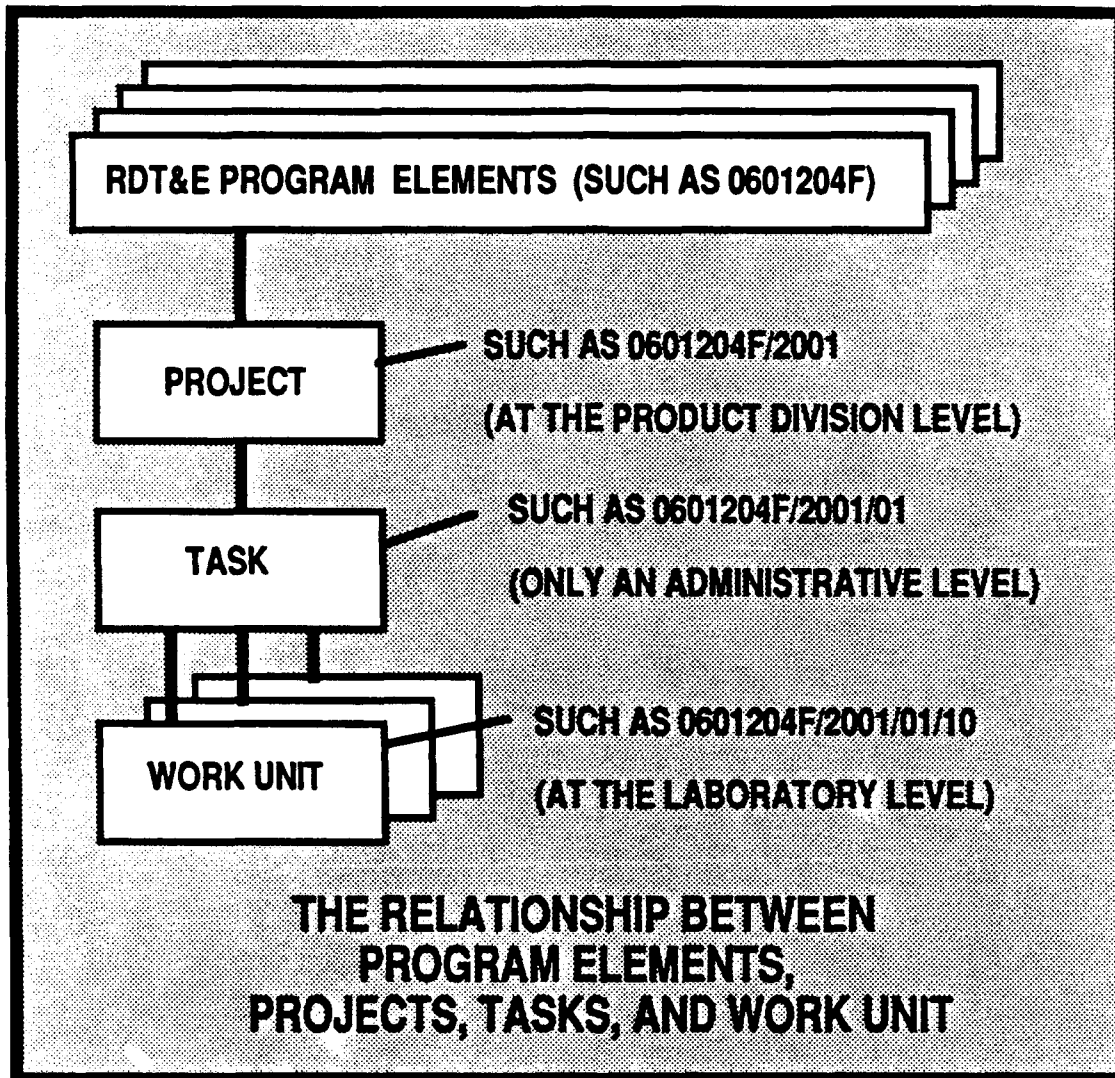 RDT&E PROGRAM ELEMENTS (SUCH AS 0601204F)
PROJECT
SUCH AS 0601204F/2001
(AT THE PRODUCT DIVISION LEVEL)
TASK
SUCH AS 0601204F/2001/01
(ONLY AN ADMINISTRATIVE LEVEL)
WORK UNIT
SUCH AS 0601204F/2001/01/10
(AT THE LABORATORY LEVEL)
THE RELATIONSHIP BETWEEN
PROGRAM ELEMENTS,
PROJECTS, TASKS, AND WORK UNIT